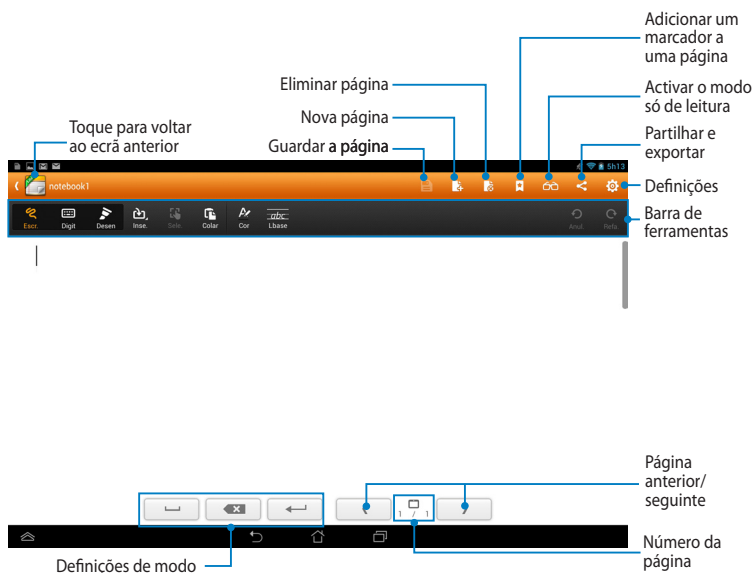 Adicionar um
marcador a
uma página
Eliminar página
Activar o modo
só de leitura
Nova página
Toque para voltar
ao ecrã anterior
Guardar a página
Partilhar e
exportar
5h13
notebook1
Definições
Escr. Digit Desen Inse. Sele. Colar Cor abc Lbase Anul. Refa.
Barra de
ferramentas
Página
anterior/
seguinte
1 / 1
Número da
página
Definições de modo